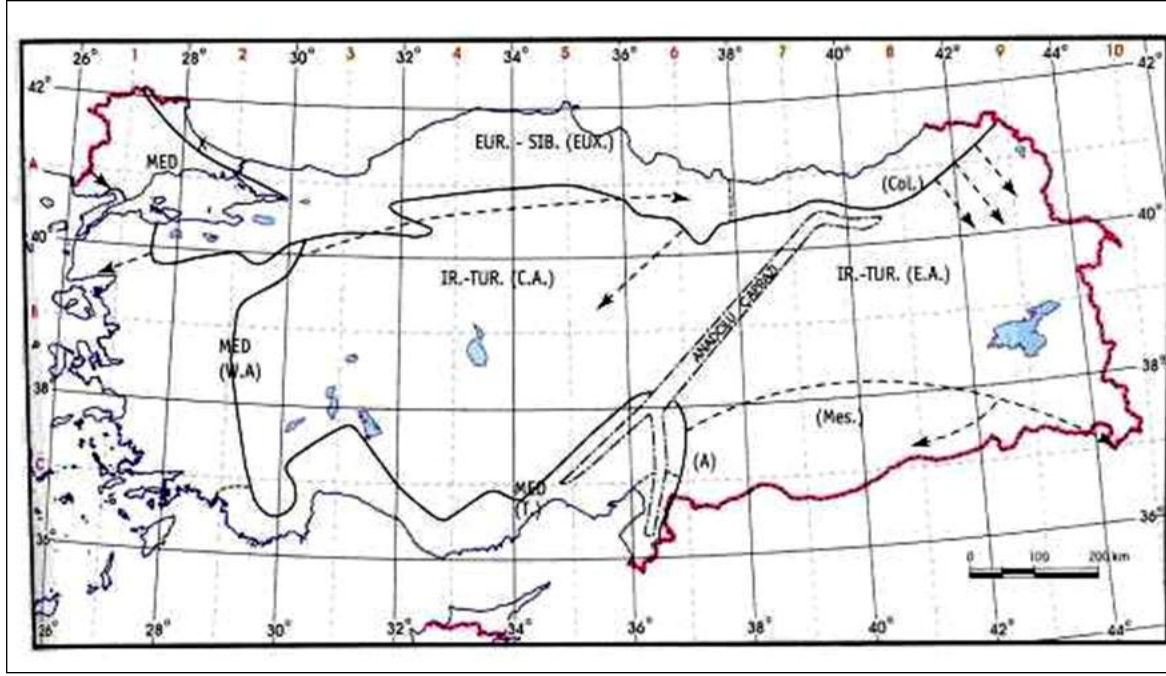 26° 1 28° 2 30° 3 32° 4 34° 5 36° 6 38° 7 40° 8 42° 9 44° 10 42°
42°
EUR. - SIB. (EUX.)
X
MED
A
(Col.)
40°
40°
IR.-TUR. (C.A.)
IR.-TUR. (E.A.)
B
ANADOLU ÇAPRAZI
MED
(W.A)
38°
38°
(Mes.)
C
(A)
MED
(T.)
36°
36°
0 100 200 km
26° 28° 30° 32° 34° 36° 38° 40° 42° 44°